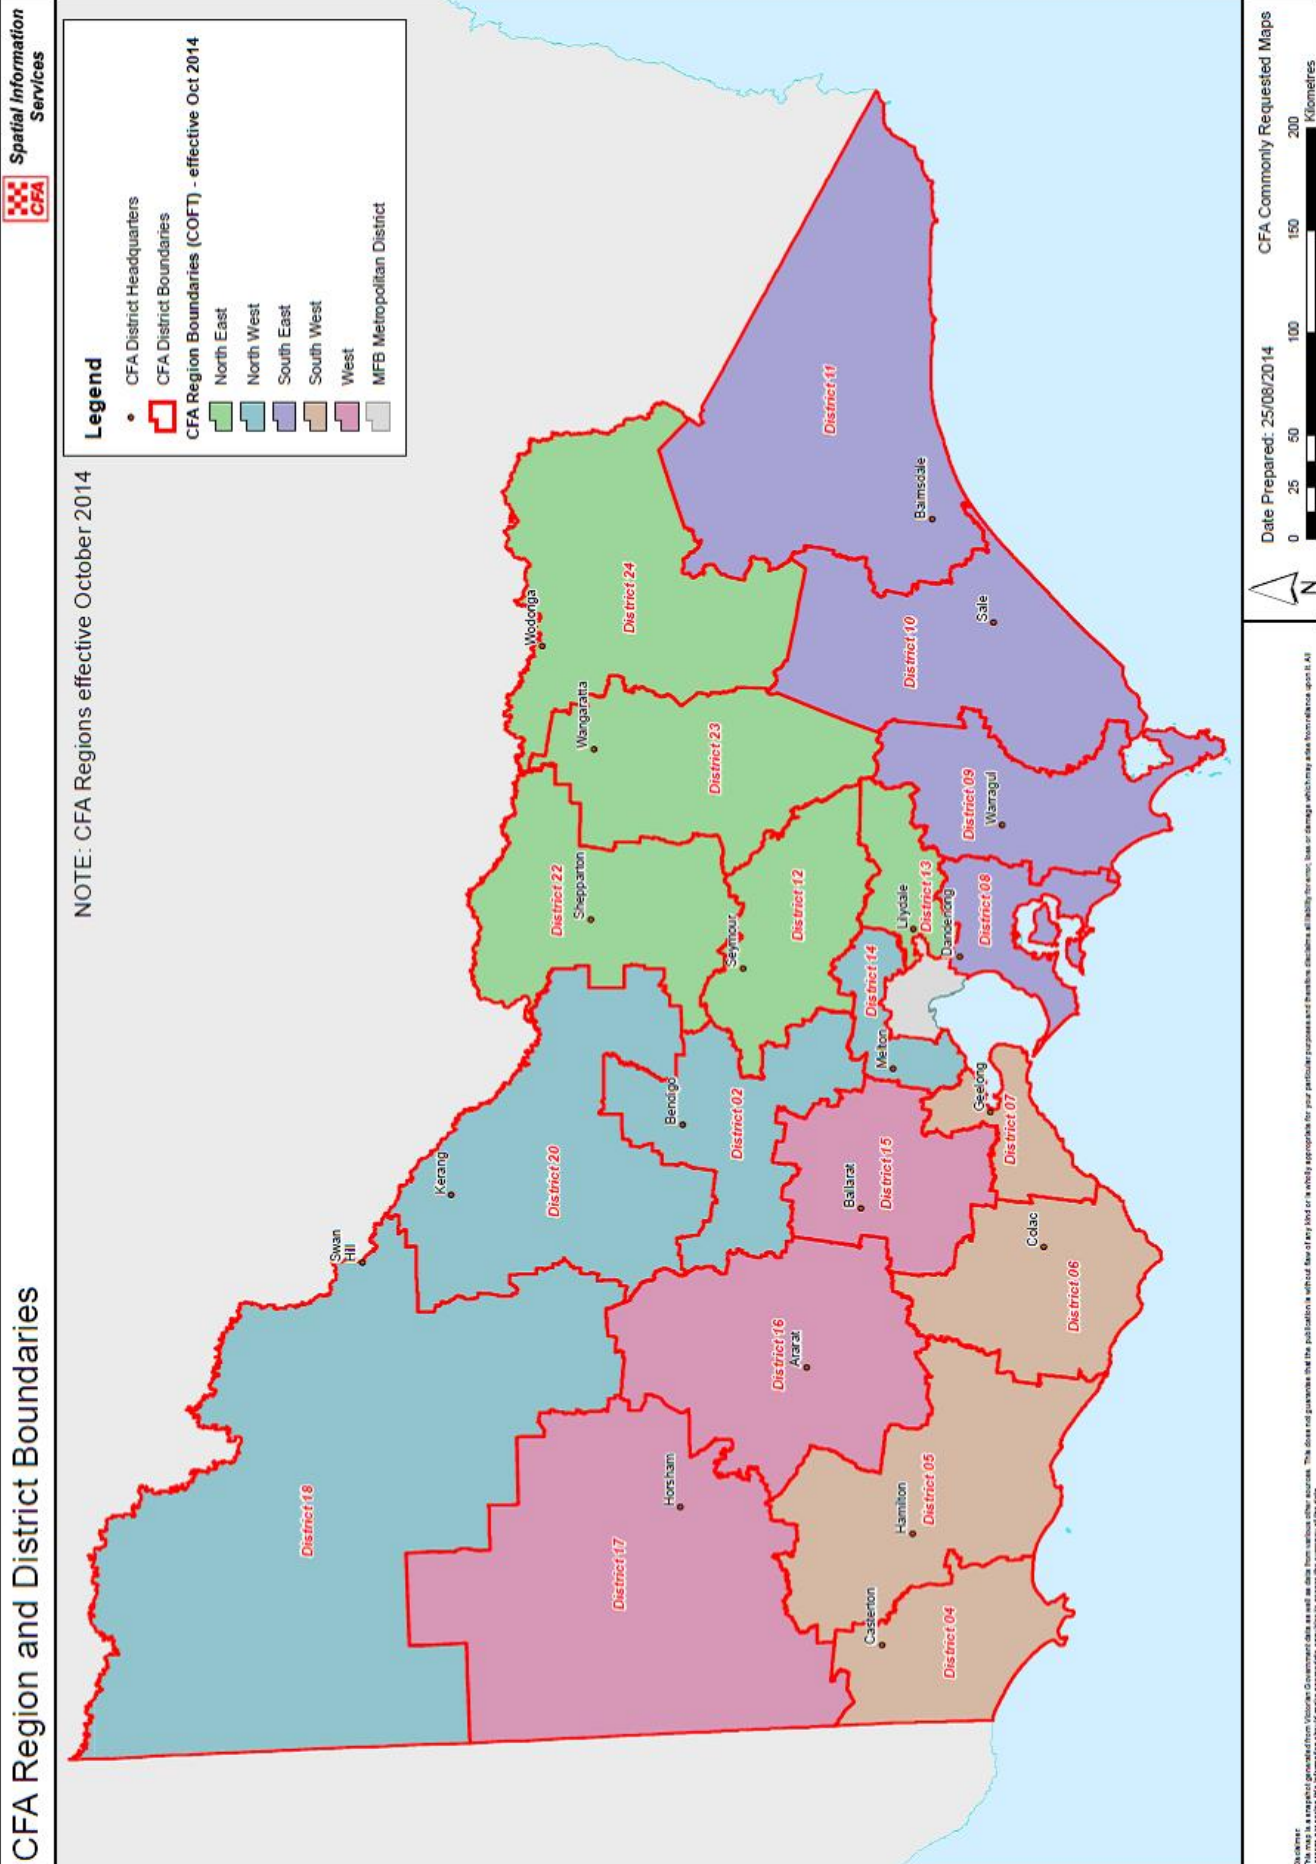 CFA Region and District Boundaries
CFA
Spatial Information
Services
NOTE: CFA Regions effective October 2014
Legend
CFA District Headquarters
CFA District Boundaries
CFA Region Boundaries (COFT) - effective Oct 2014
North East
North West
South East
South West
West
MFB Metropolitan District
District 18
Swan
Hill
Kerang
District 20
District 22
Shepparton
Wangaratta
Wodonga
District 24
District 17
Horsham
Bendigo
District 02
Seymour
District 23
District 16
Ararat
Ballarat
District 15
District 12
District 11
Casterton
Hamilton
District 05
District 04
Melton
District 14
Lilydale
District 13
Dandenong
District 08
District 09
Warragul
District 10
Sale
Bairnsdale
Geelong
District 07
Colac
District 06
Disclaimer
N
Date Prepared: 25/08/2014
CFA Commonly Requested Maps
0 25 50 100 150 200
Kilometres